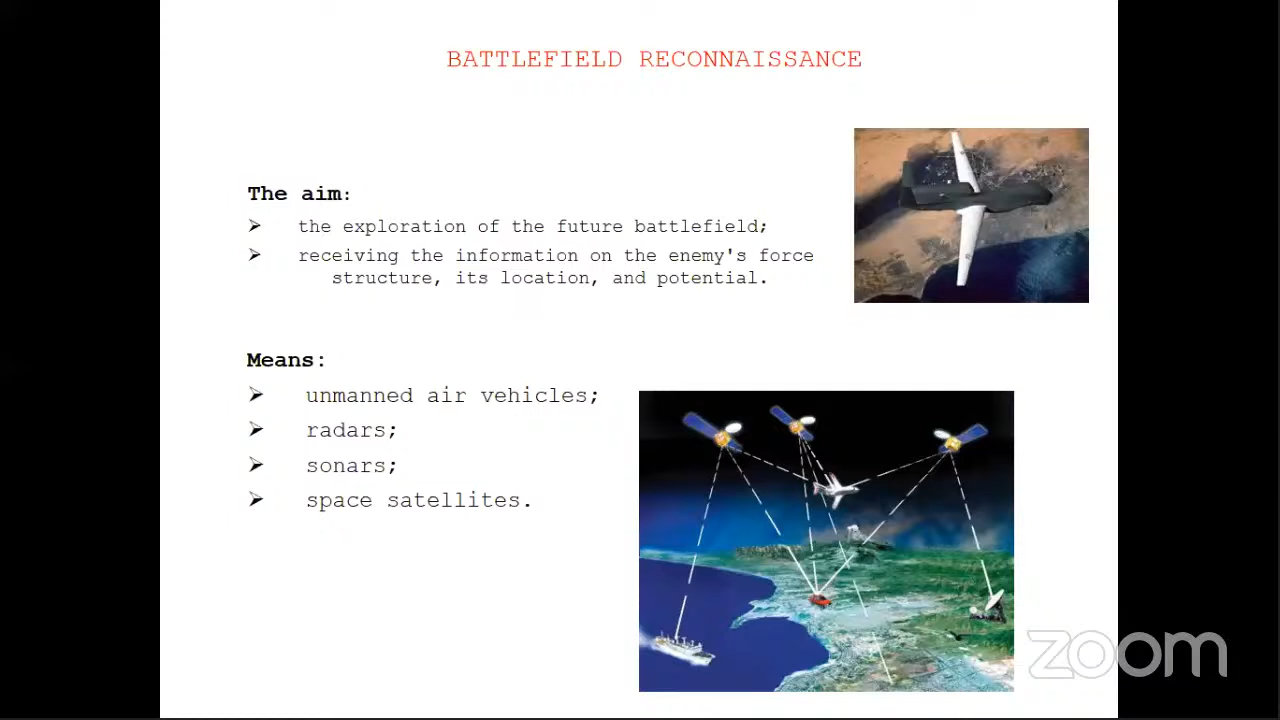 BATTLEFIELD RECONNAISSANCE
The aim:
the exploration of the future battlefield;
receiving the information on the enemy's force
structure, its location, and potential.
Means:
unmanned air vehicles;
radars;
sonars;
space satellites.
zoom